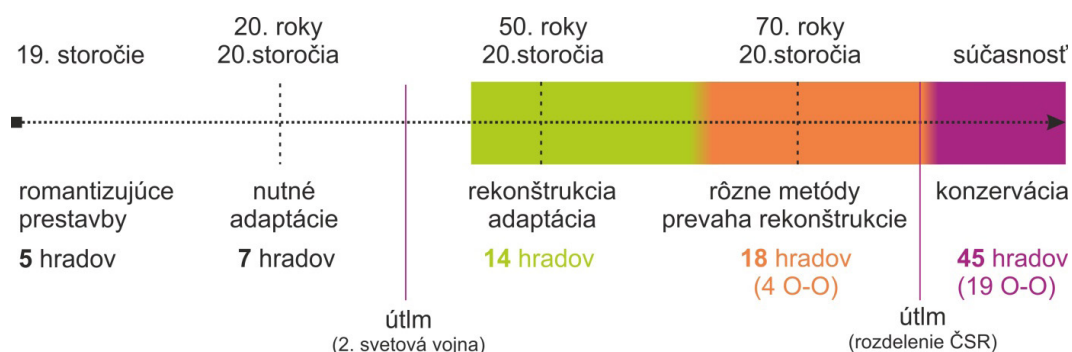 19. storočie
20. roky
20.storočia
50. roky
20.storočia
70. roky
20.storočia
súčasnosť
romantizujúce
prestavby
5 hradov
nutné
adaptácie
7 hradov
rekonštrukcia
adaptácia
14 hradov
rôzne metódy
prevaha rekonštrukcie
18 hradov
(4 O-O)
konzervácia
45 hradov
(19 O-O)
útlm
(2. svetová vojna)
útlm
(rozdelenie ČSR)